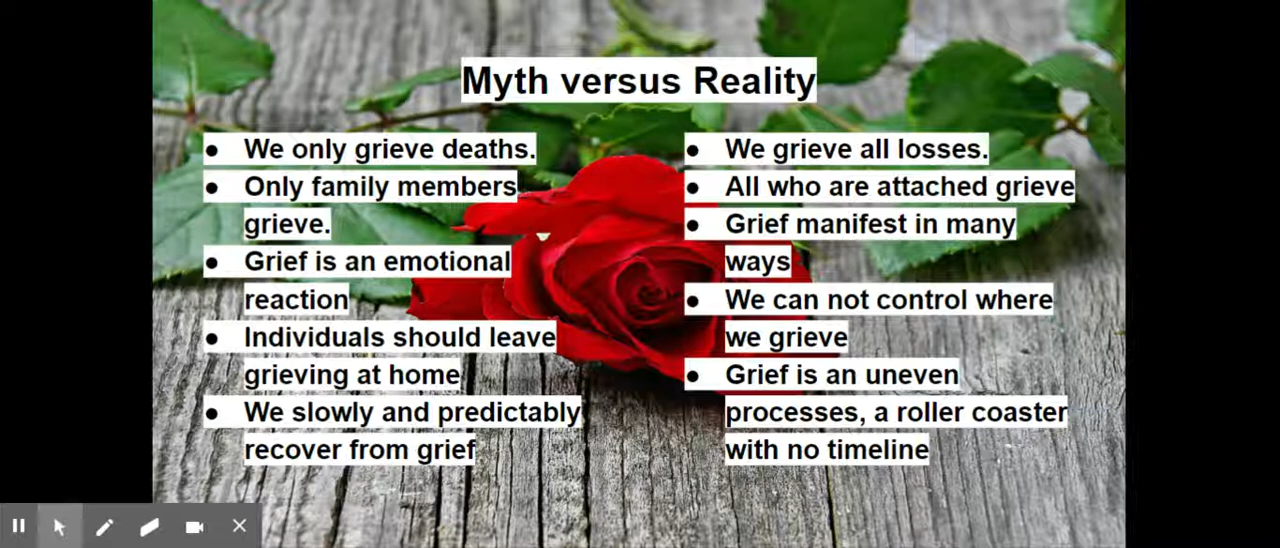 Myth versus Reality
● We only grieve deaths.
● Only family members
grieve.
● Grief is an emotional
reaction
● Individuals should leave
grieving at home
● We slowly and predictably
recover from grief
● We grieve all losses.
● All who are attached grieve
● Grief manifest in many
ways
● We can not control where
we grieve
● Grief is an uneven
processes, a roller coaster
with no timeline